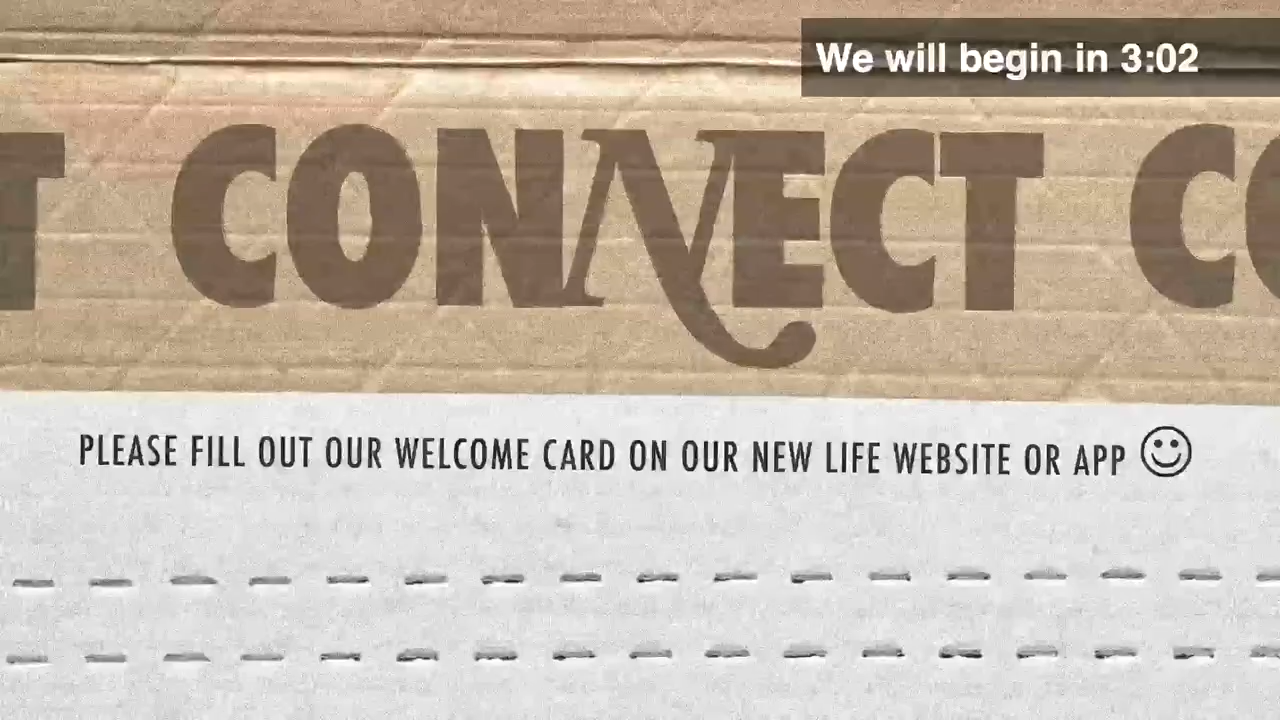 We will begin in 3:02
T CONNECT CO
PLEASE FILL OUT OUR WELCOME CARD ON OUR NEW LIFE WEBSITE OR APP